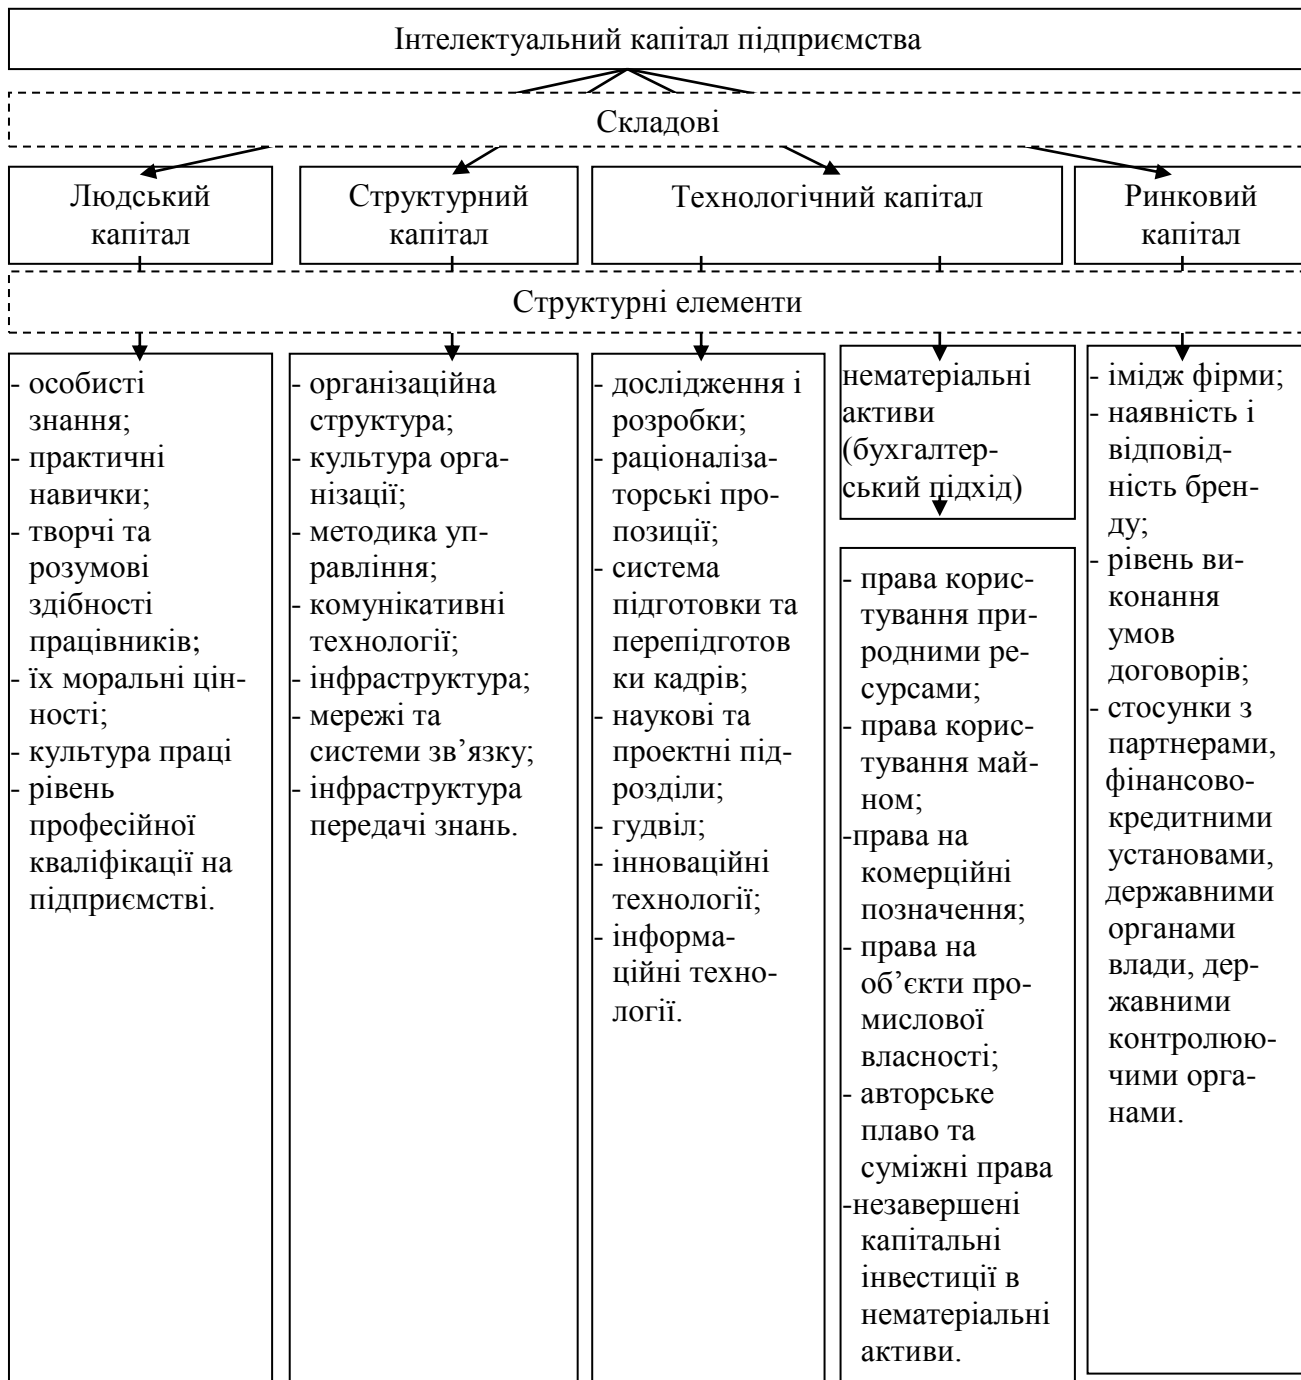 Інтелектуальний капітал підприємства
Складові
Людський
капітал
Структурний
капітал
Технологічний капітал
Ринковий
капітал
Структурні елементи
- особисті
знання;
- практичні
навички;
- творчі та
розумові
здібності
працівників;
- їх моральні цін-
ності;
- культура праці
- рівень
професійної
кваліфікації на
підприємстві.
- організаційна
структура;
- культура орга-
нізації;
- методика уп-
равління;
- комунікативні
технології;
- інфраструктура;
- мережі та
системи зв’язку;
- інфраструктура
передачі знань.
- дослідження і
розробки;
- раціоналіза-
торські про-
позиції;
- система
підготовки та
перепідготов
ки кадрів;
- наукові та
проектні під-
розділи;
- гудвіл;
- інноваційні
технології;
- інформа-
ційні техно-
логії.
нематеріальні
активи
(бухгалтер-
ський підхід)
- права корис-
тування при-
родними ре-
сурсами;
- права корис-
тування май-
ном;
-права на
комерційні
позначення;
- права на
об’єкти про-
мислової
власності;
- авторське
плаво та
суміжні права
-незавершені
капітальні
інвестиції в
нематеріальні
активи.
- імідж фірми;
- наявність і
відповід-
ність брен-
ду;
- рівень ви-
конання
умов
договорів;
- стосунки з
партнерами,
фінансово-
кредитними
установами,
державними
органами
влади, дер-
жавними
контролюю-
чими орга-
нами.